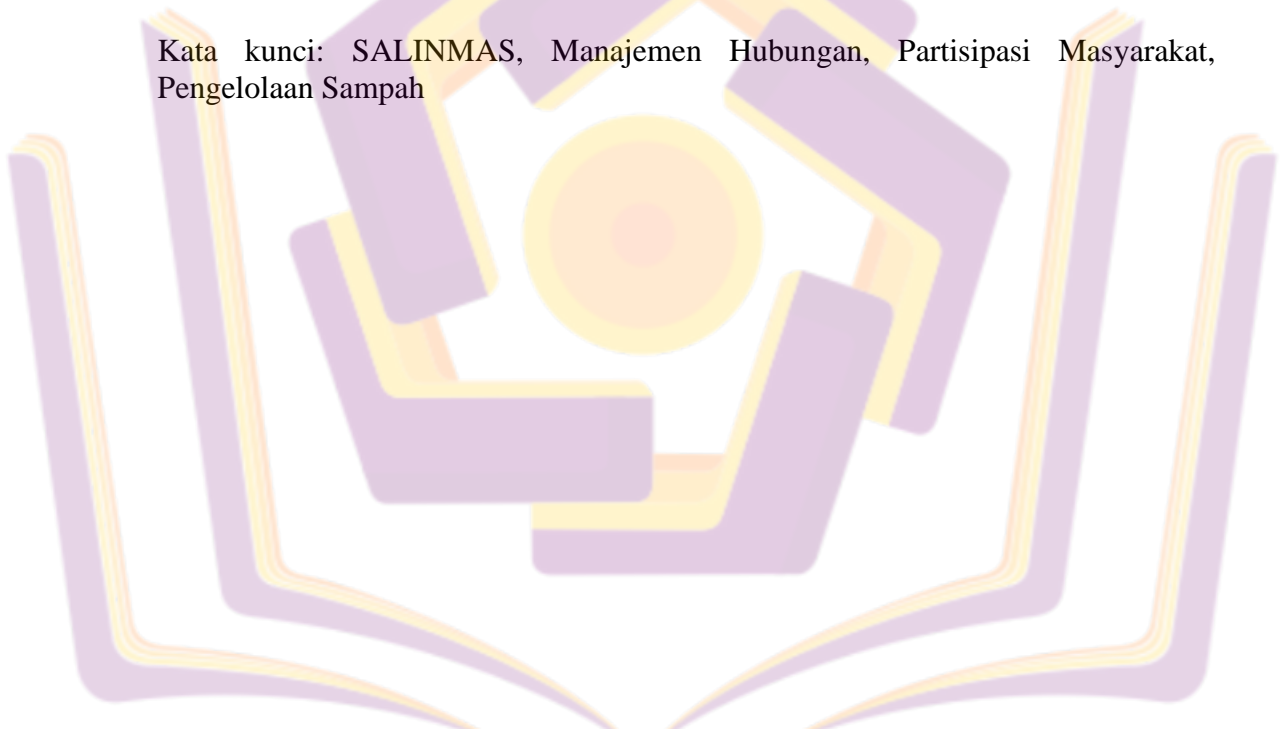 Kata kunci: SALINMAS, Manajemen Hubungan, Partisipasi Masyarakat,
Pengelolaan Sampah